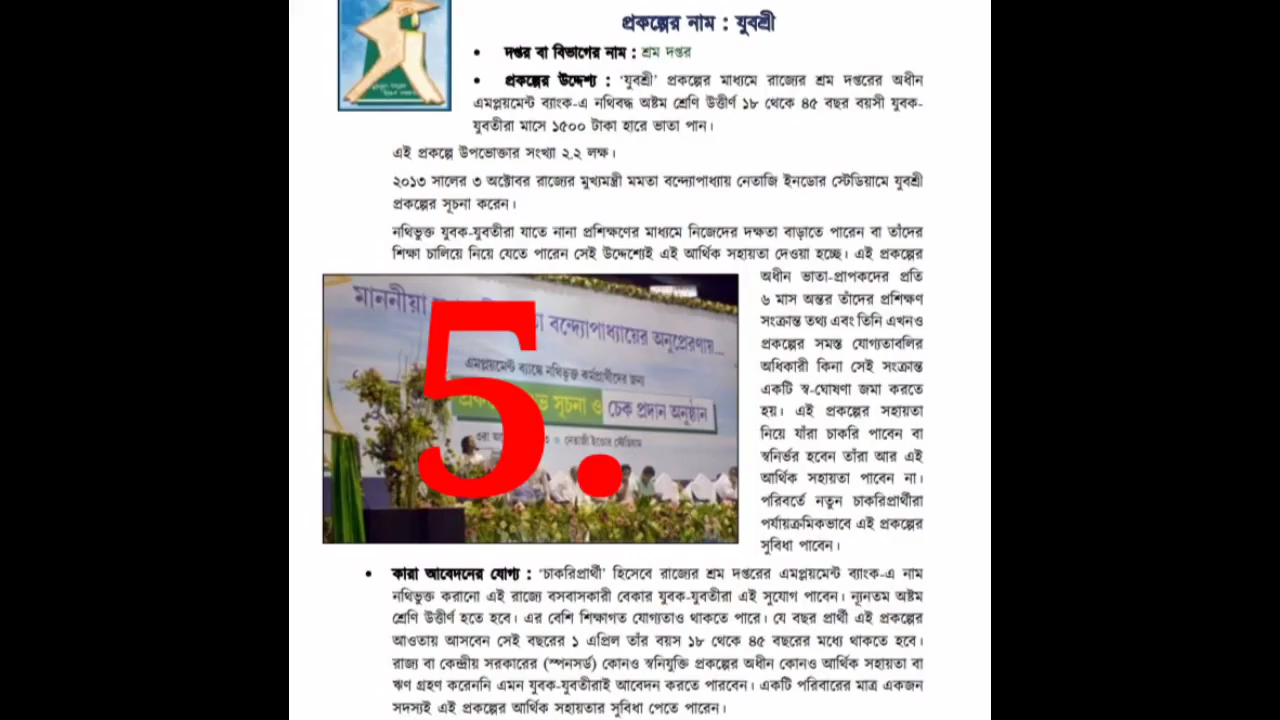 প্রকল্পের নাম : যুবশ্রী
• দপ্তর বা বিভাগের নাম : শ্রম দপ্তর
• প্রকল্পের উদ্দেশ্য : 'যুবশ্রী' প্রকল্পের মাধ্যমে রাজ্যের শ্রম দপ্তরের অধীন
এমপ্লয়মেন্ট ব্যাংক-এ নথিবদ্ধ অষ্টম শ্রেণি উত্তীর্ণ ১৮ থেকে ৪৫ বছর বয়সী যুবক-
যুবতীরা মাসে ১৫০০ টাকা হারে ভাতা পান।
এই প্রকল্পে উপভোক্তার সংখ্যা ২.২ লক্ষ।
২০১৩ সালের ৩ অক্টোবর রাজ্যের মুখ্যমন্ত্রী মমতা বন্দ্যোপাধ্যায় নেতাজি ইনডোর স্টেডিয়ামে যুবশ্রী
প্রকল্পের সূচনা করেন।
নথিভুক্ত যুবক-যুবতীরা যাতে নানা প্রশিক্ষণের মাধ্যমে নিজেদের দক্ষতা বাড়াতে পারেন বা তাঁদের
শিক্ষা চালিয়ে নিয়ে যেতে পারেন সেই উদ্দেশ্যেই এই আর্থিক সহায়তা দেওয়া হচ্ছে। এই প্রকল্পের
অধীন ভাতা-প্রাপকদের প্রতি
৬ মাস অন্তর তাঁদের প্রশিক্ষণ
সংক্রান্ত তথ্য এবং তিনি এখনও
প্রকল্পের সমস্ত যোগ্যতাবলির
অধিকারী কিনা সেই সংক্রান্ত
একটি স্ব-ঘোষণা জমা করতে
হয়। এই প্রকল্পের সহায়তা
নিয়ে যাঁরা চাকরি পাবেন বা
স্বনির্ভর হবেন তাঁরা আর এই
আর্থিক সহায়তা পাবেন না।
পরিবর্তে নতুন চাকরিপ্রার্থীরা
পর্যায়ক্রমিকভাবে এই প্রকল্পের
সুবিধা পাবেন।
মাননীয়া
বন্দ্যোপাধ্যায়ের অনুপ্রেরণায়...
এমপ্লয়মেন্ট ব্যাঙ্কে নথিভুক্ত কর্মপ্রার্থীদের জন্য
সূচনা ও চেক প্রদান অনুষ্ঠান
নেতাজী ইন্ডোর স্টেডিয়াম
5.
• কারা আবেদনের যোগ্য : 'চাকরিপ্রার্থী' হিসেবে রাজ্যের শ্রম দপ্তরের এমপ্লয়মেন্ট ব্যাংক-এ নাম
নথিভুক্ত করানো এই রাজ্যে বসবাসকারী বেকার যুবক-যুবতীরা এই সুযোগ পাবেন। ন্যূনতম অষ্টম
শ্রেণি উত্তীর্ণ হতে হবে। এর বেশি শিক্ষাগত যোগ্যতাও থাকতে পারে। যে বছর প্রার্থী এই প্রকল্পের
আওতায় আসবেন সেই বছরের ১ এপ্রিল তাঁর বয়স ১৮ থেকে ৪৫ বছরের মধ্যে থাকতে হবে।
রাজ্য বা কেন্দ্রীয় সরকারের (স্পনসর্ড) কোনও স্বনিযুক্তি প্রকল্পের অধীন কোনও আর্থিক সহায়তা বা
ঋণ গ্রহণ করেননি এমন যুবক-যুবতীরাই আবেদন করতে পারবেন। একটি পরিবারের মাত্র একজন
সদস্যই এই প্রকল্পের আর্থিক সহায়তার সুবিধা পেতে পারেন।